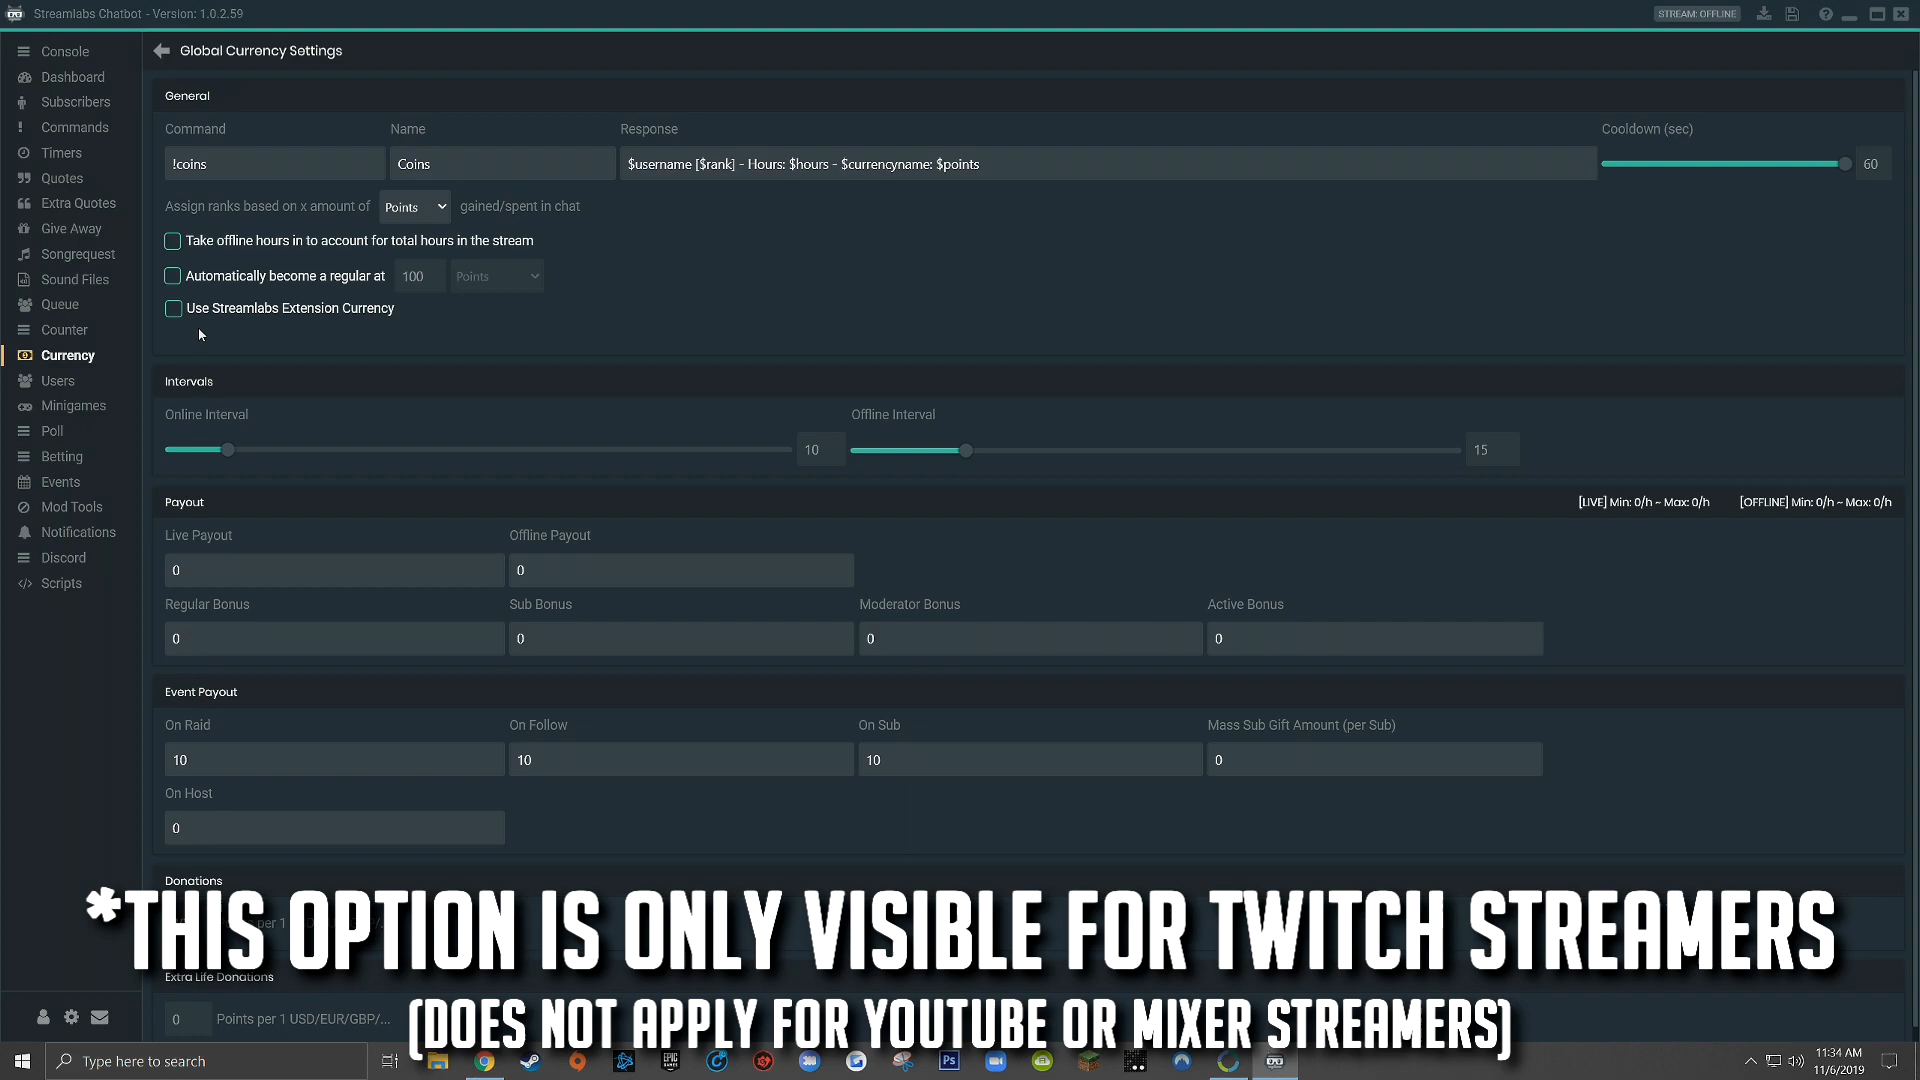 Streamlabs Chatbot - Version: 1.0.2.59
STREAM: OFFLINE
Console
Dashboard
Subscribers
Commands
Timers
Quotes
Extra Quotes
Give Away
Songrequest
Sound Files
Queue
Counter
Currency
Users
Minigames
Poll
Betting
Events
Mod Tools
Notifications
Discord
Scripts
Global Currency Settings
General
Command Name Response Cooldown (sec)
!coins Coins $username [$rank] - Hours: $hours - $currencyname: $points 60
Assign ranks based on x amount of Points gained/spent in chat
Take offline hours in to account for total hours in the stream
Automatically become a regular at 100 Points
Use Streamlabs Extension Currency
Intervals
Online Interval Offline Interval
10 15
Payout [LIVE] Min: 0/h ~ Max: 0/h [OFFLINE] Min: 0/h ~ Max: 0/h
Live Payout Offline Payout
0 0
Regular Bonus Sub Bonus Moderator Bonus Active Bonus
0 0 0 0
Event Payout
On Raid On Follow On Sub Mass Sub Gift Amount (per Sub)
10 10 10 0
On Host
0
Donations
per 1
*THIS OPTION IS ONLY VISIBLE FOR TWITCH STREAMERS
Extra Life Donations
0 Points per 1 USD/EUR/GBP/...
(DOES NOT APPLY FOR YOUTUBE OR MIXER STREAMERS)
Type here to search
EPIC GAMES
Ps
11:34 AM
11/6/2019